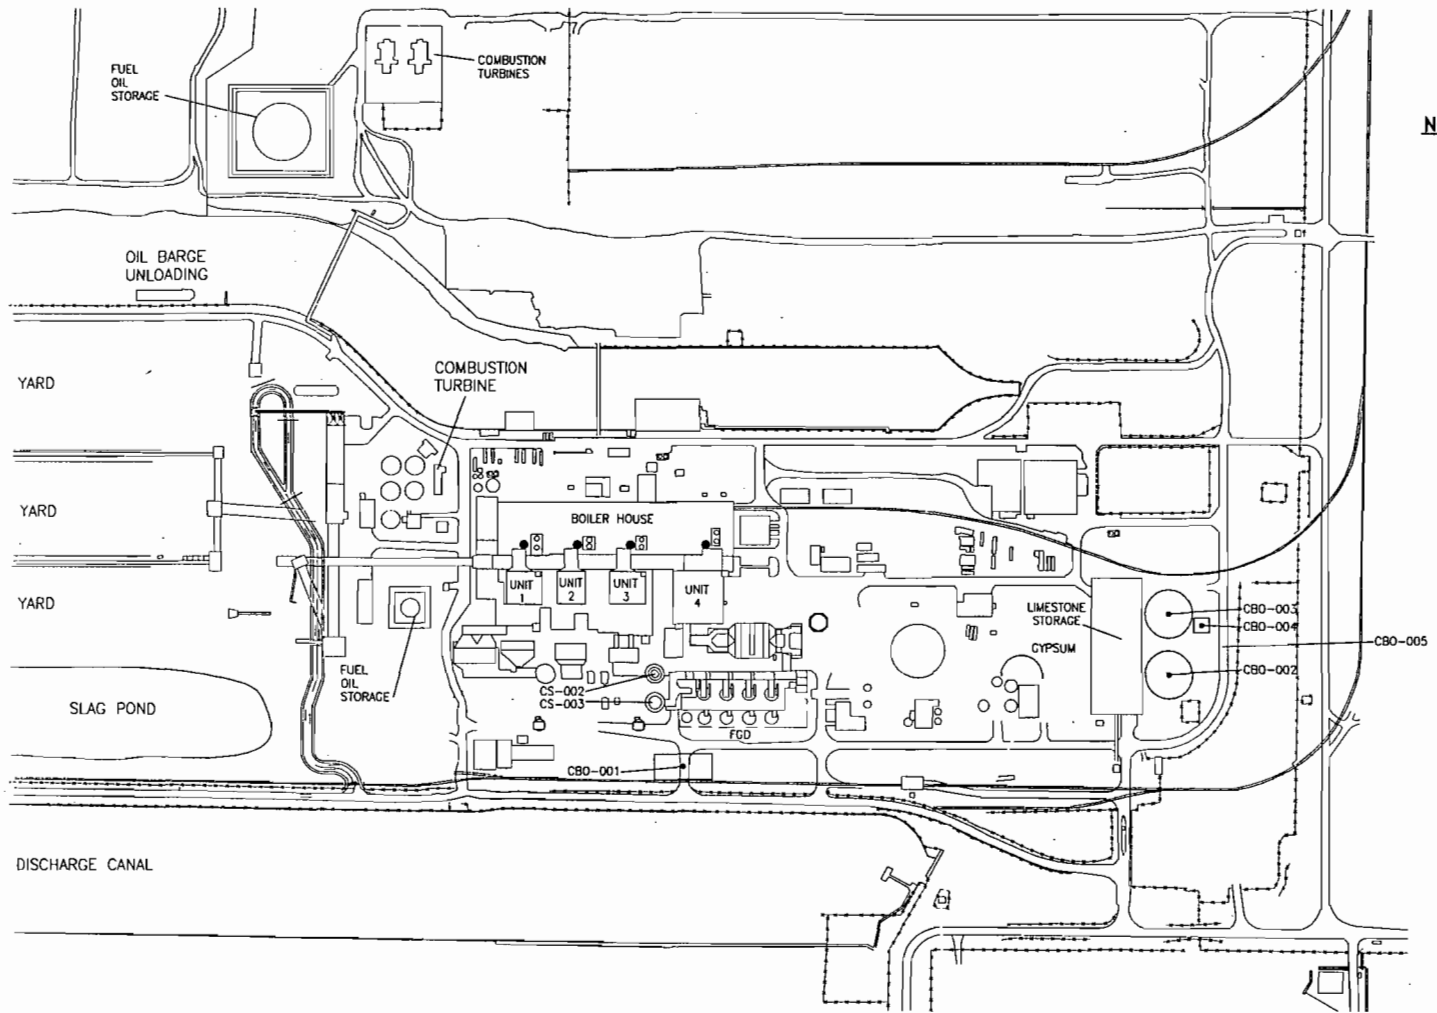 COMBUSTION
TURBINES
FUEL
OIL
STORAGE
N
OIL BARGE
UNLOADING
YARD
COMBUSTION
TURBINE
YARD
BOILER HOUSE
UNIT
1
UNIT
2
UNIT
3
UNIT
4
YARD
LIMESTONE
STORAGE
GYPSUM
CBO-003
CBO-004
CBO-005
CBO-002
FUEL
OIL
STORAGE
CS-002
CS-003
SLAG POND
FGD
CBO-001
DISCHARGE CANAL